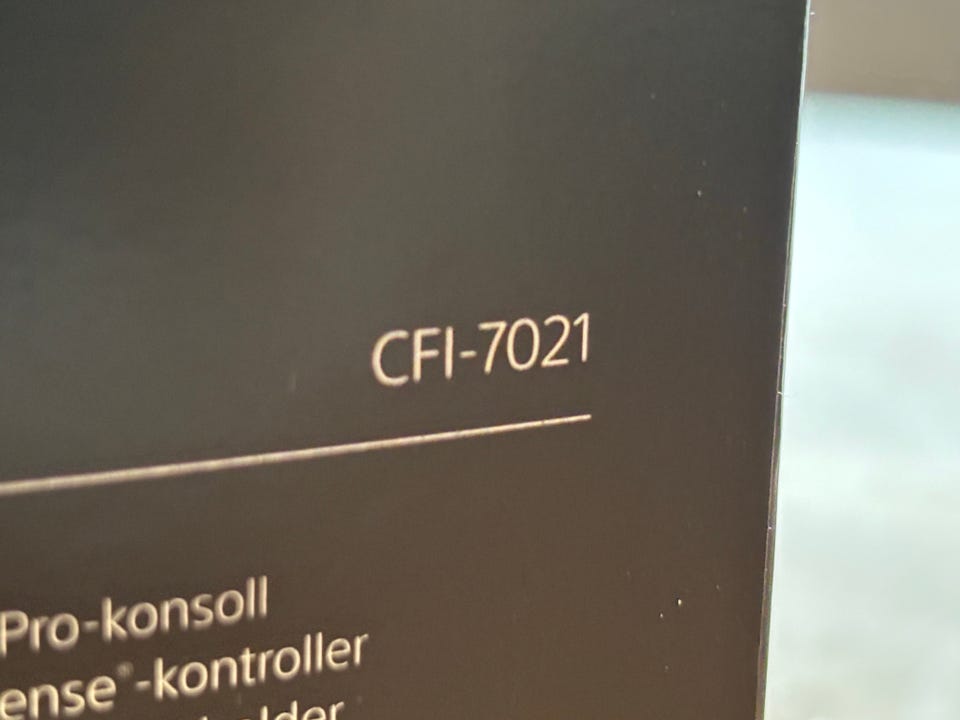 CFI-7021
Pro-konsoll
ense®-kontroller